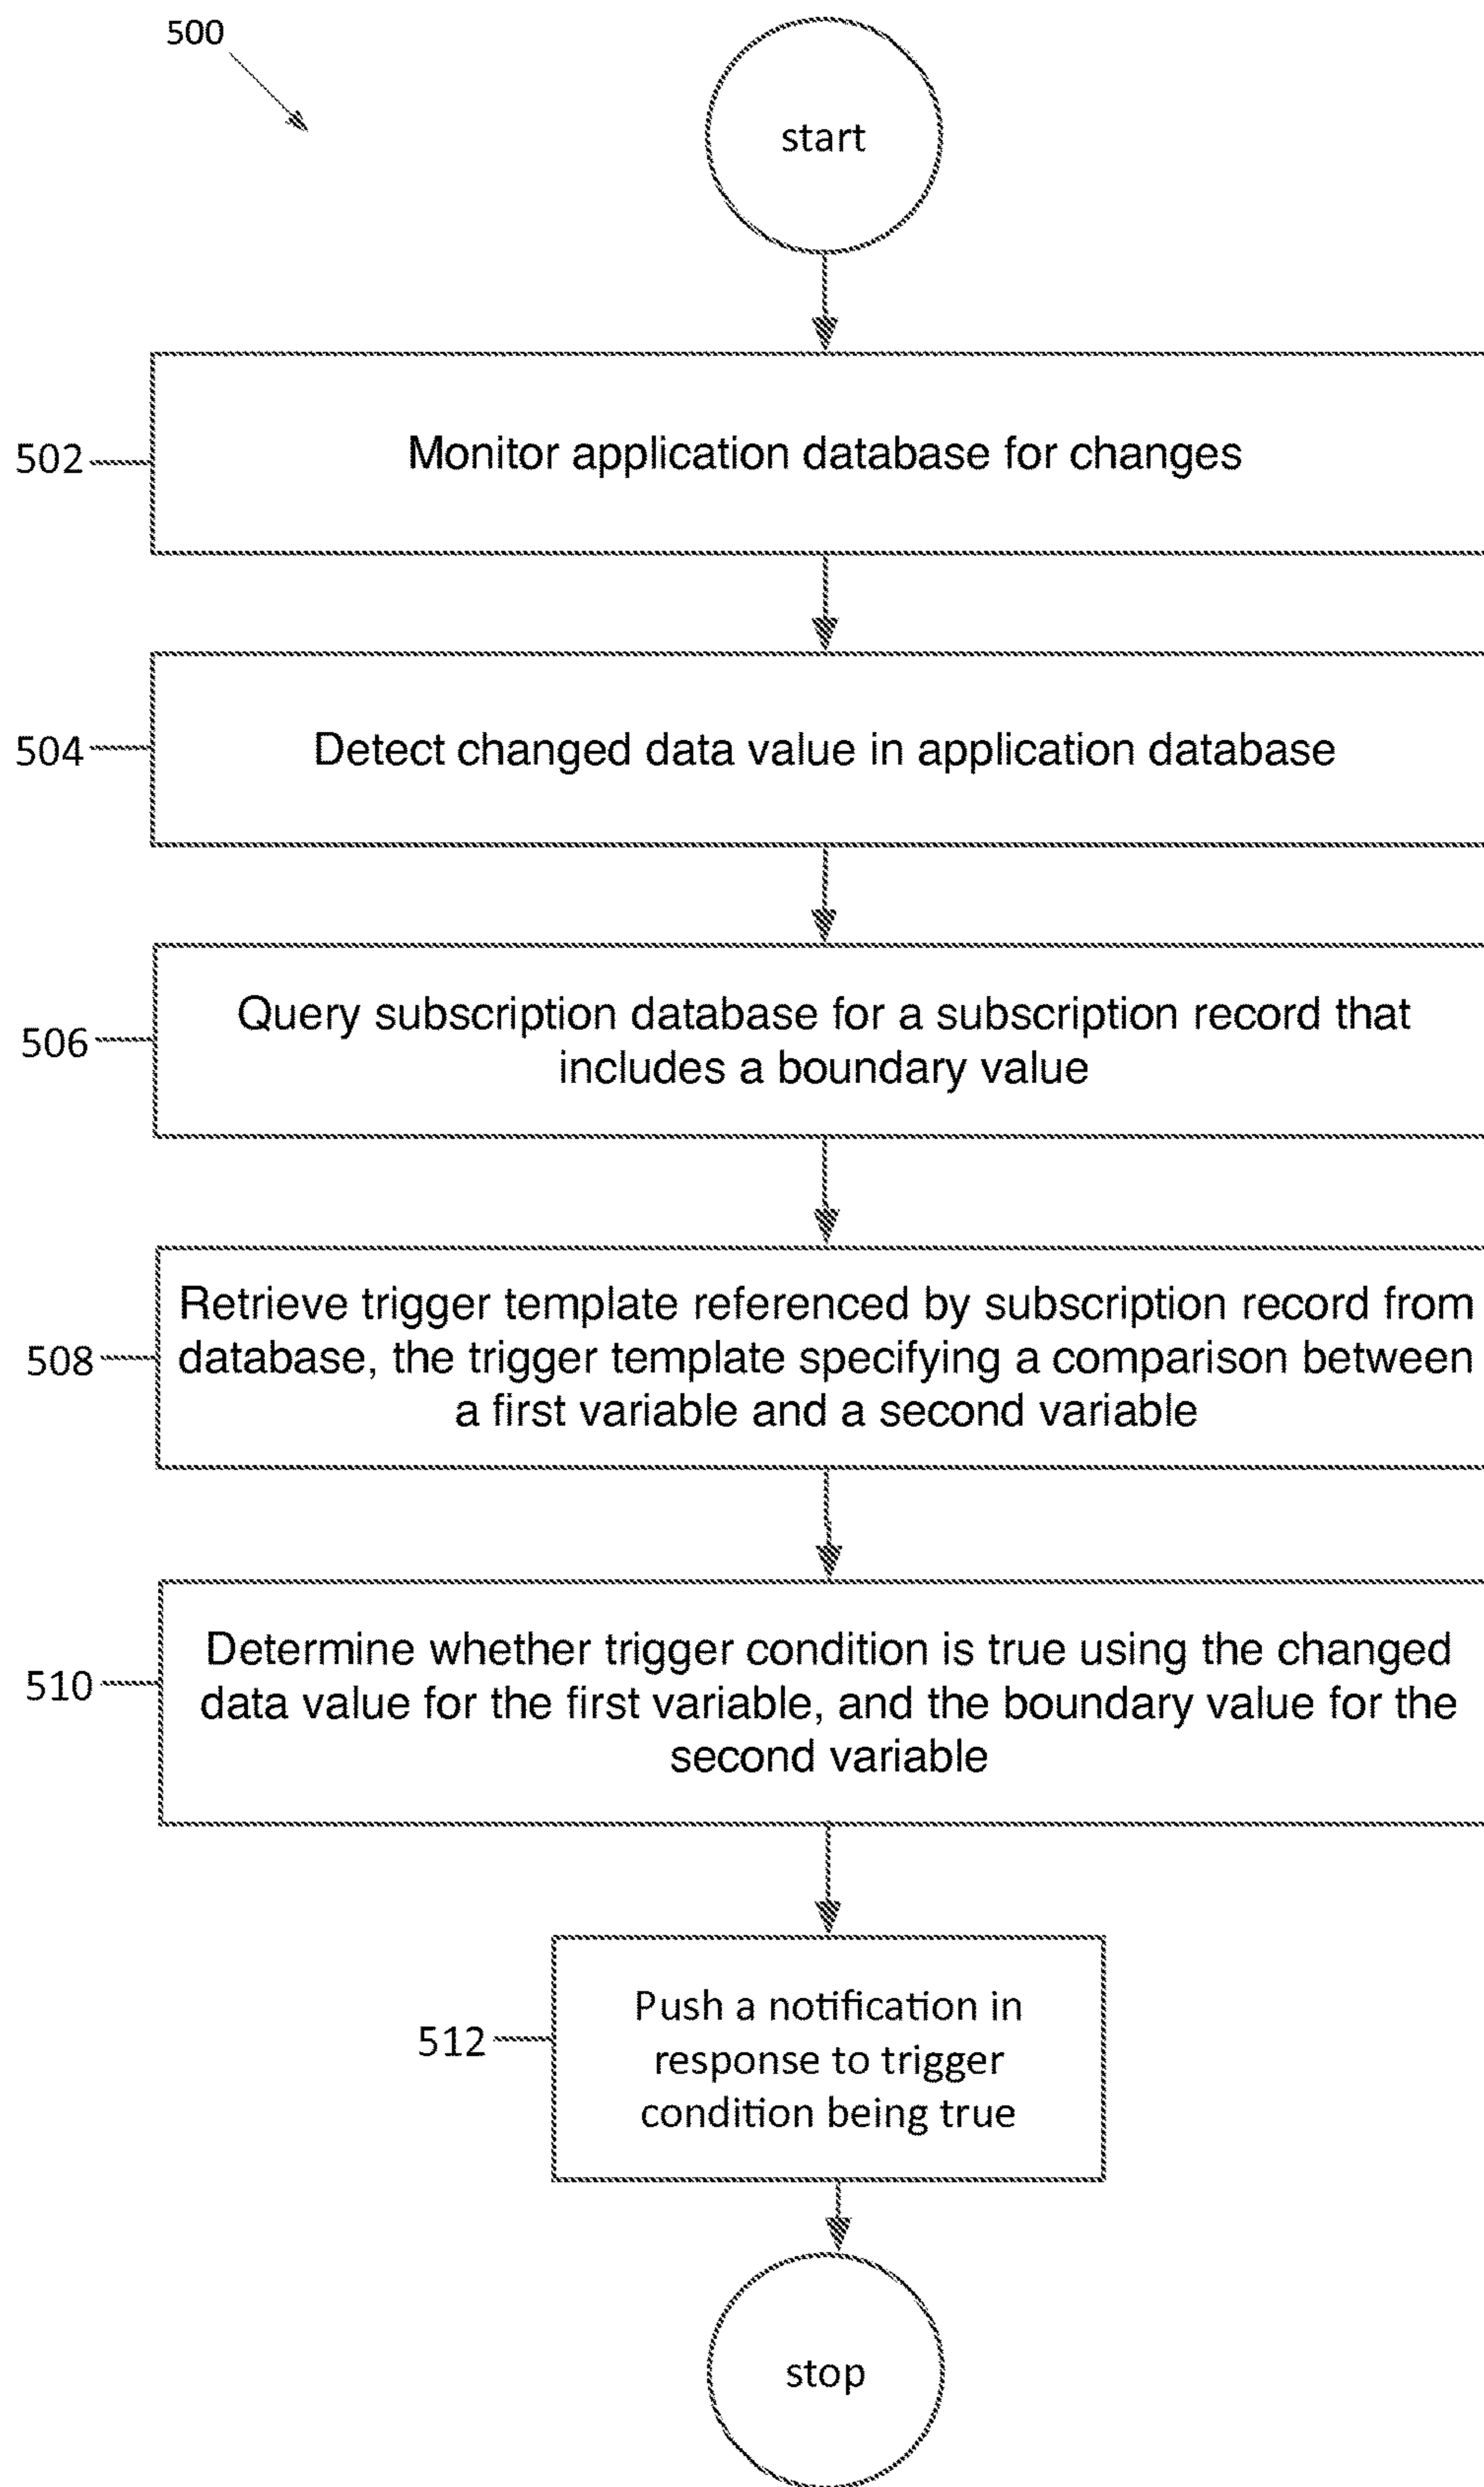 500
start
502
Monitor application database for changes
504
Detect changed data value in application database
506
Query subscription database for a subscription record that
includes a boundary value
508
Retrieve trigger template referenced by subscription record from
database, the trigger template specifying a comparison between
a first variable and a second variable
510
Determine whether trigger condition is true using the changed
data value for the first variable, and the boundary value for the
second variable
512
Push a notification in
response to trigger
condition being true
stop